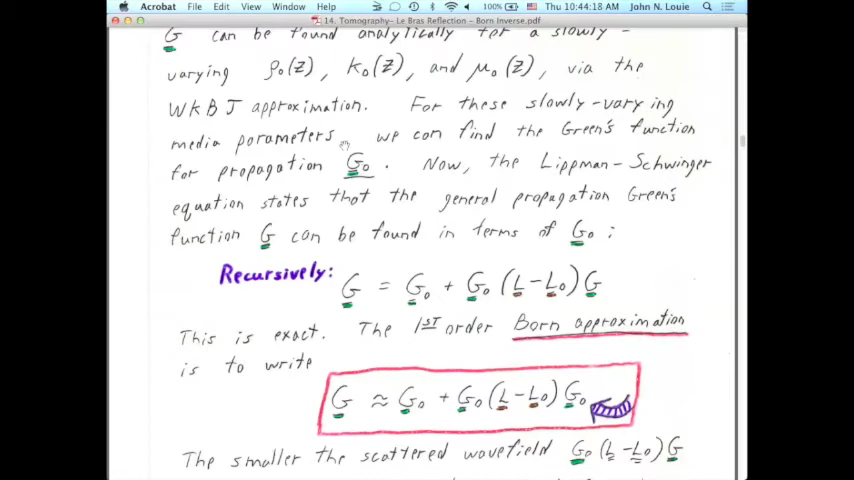 Acrobat File Edit View Window Help 100% Thu 10:44:18 AM John N. Louie
14. Tomography- Le Bras Reflection - Born Inverse.pdf
G can be found analytically for a slowly-
varying ρ₀(z), K₀(z), and μ₀(z), via the
WKBJ approximation. For these slowly-varying
media parameters we can find the Green's function
for propagation G₀. Now, the Lippman-Schwinger
equation states that the general propagation Green's
function G can be found in terms of G₀:
Recursively: G = G₀ + G₀(L-L₀)G
This is exact. The 1ST order Born approximation
is to write
G ≈ G₀ + G₀(L-L₀)G₀
The smaller the scattered wavefield G₀(L-L₀)G